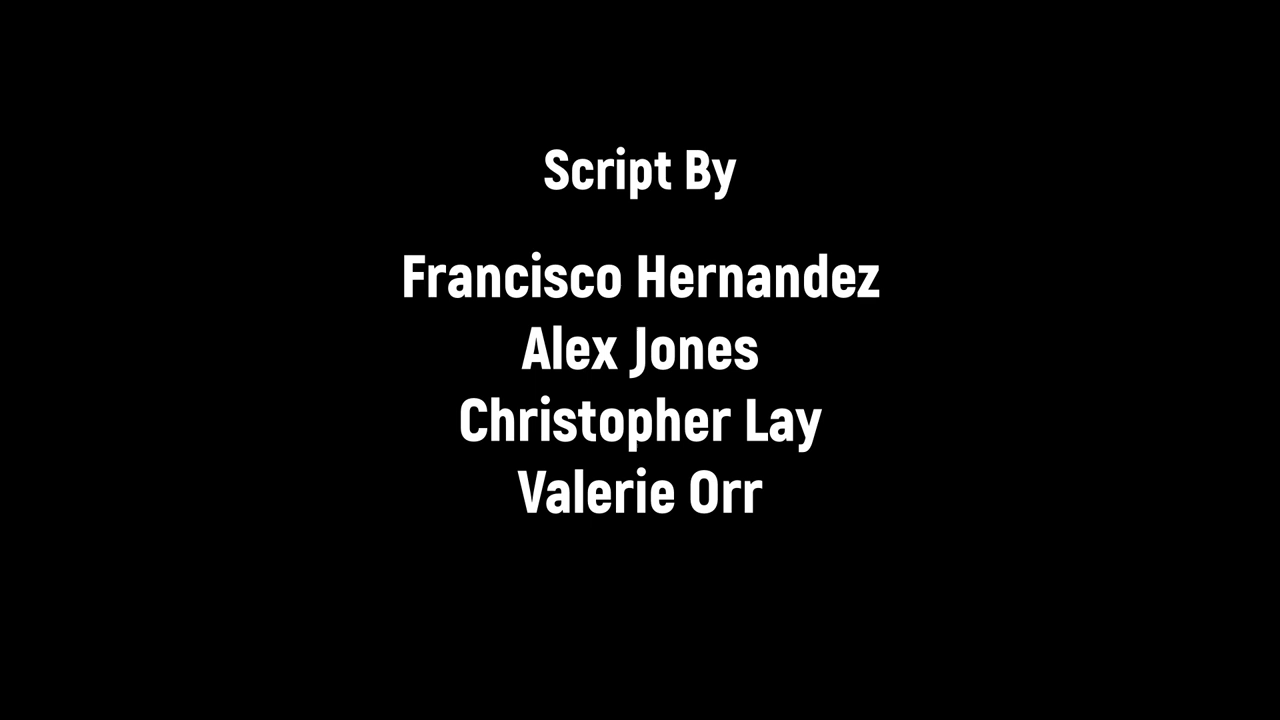 Script By
Francisco Hernandez
Alex Jones
Christopher Lay
Valerie Orr